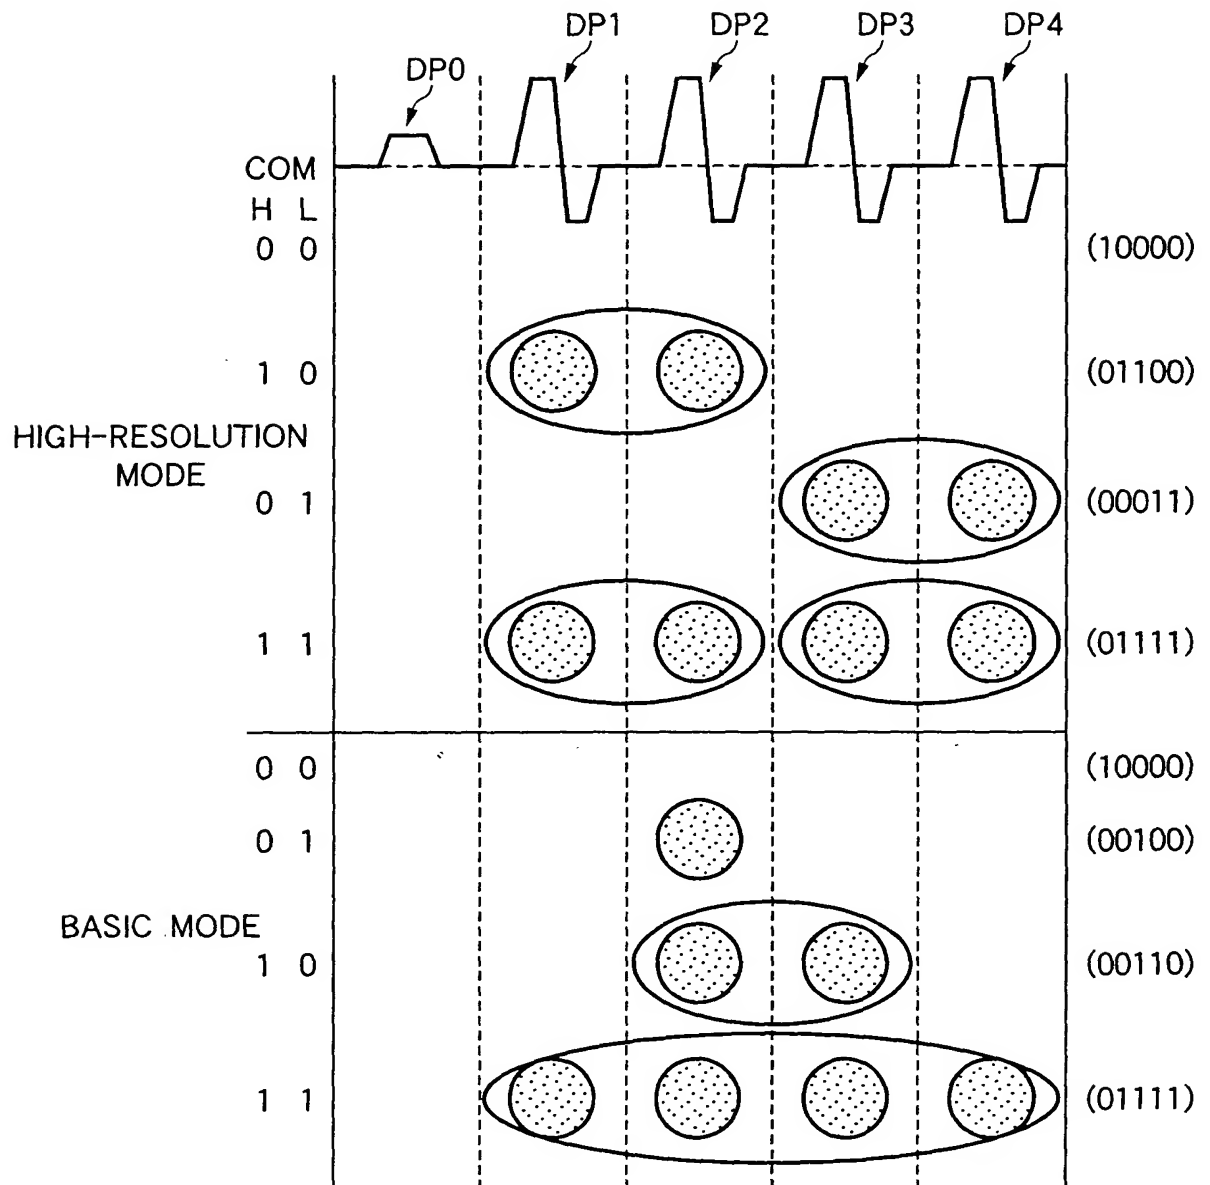 DP0 DP1 DP2 DP3 DP4
COM
H L
0 0 (10000)
1 0 (01100)
HIGH-RESOLUTION
MODE
0 1 (00011)
1 1 (01111)
0 0 (10000)
0 1 (00100)
BASIC MODE
1 0 (00110)
1 1 (01111)